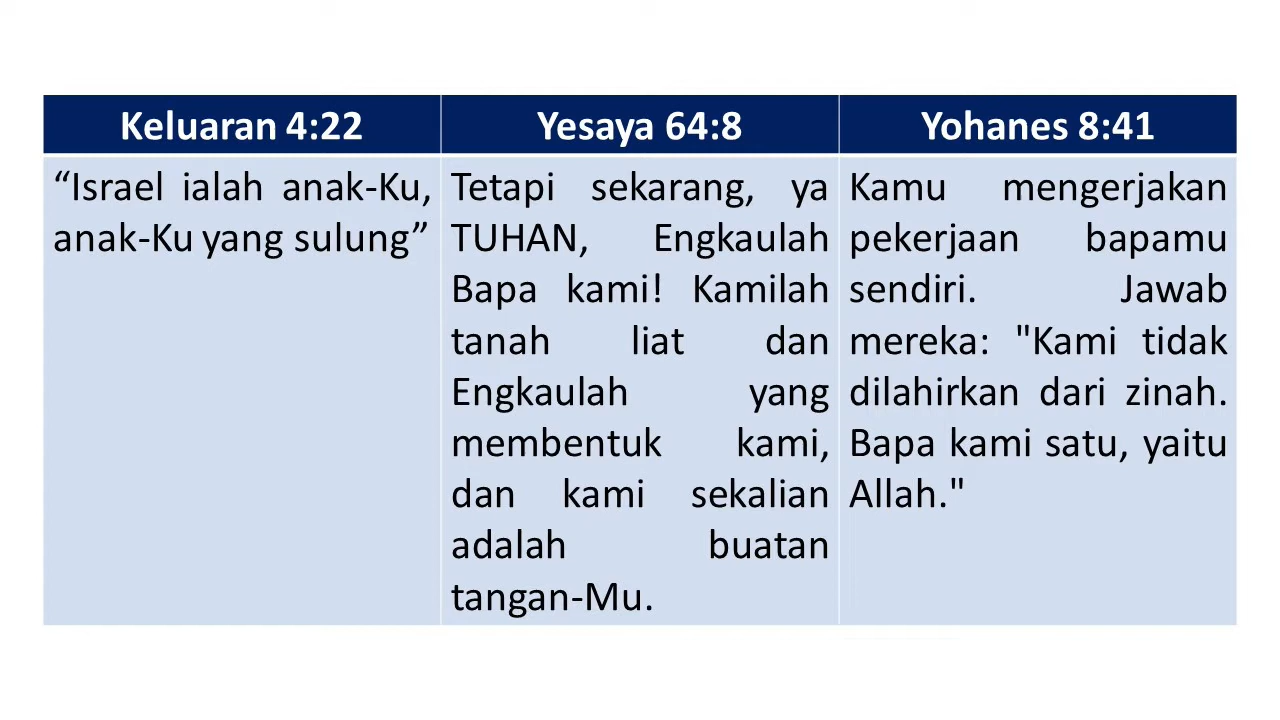 Keluaran 4:22
Yesaya 64:8
Yohanes 8:41
“Israel ialah anak-Ku,
anak-Ku yang sulung”
Tetapi sekarang, ya
TUHAN, Engkaulah
Bapa kami! Kamilah
tanah liat dan
Engkaulah yang
membentuk kami,
dan kami sekalian
adalah buatan
tangan-Mu.
Kamu mengerjakan
pekerjaan bapamu
sendiri. Jawab
mereka: "Kami tidak
dilahirkan dari zinah.
Bapa kami satu, yaitu
Allah."